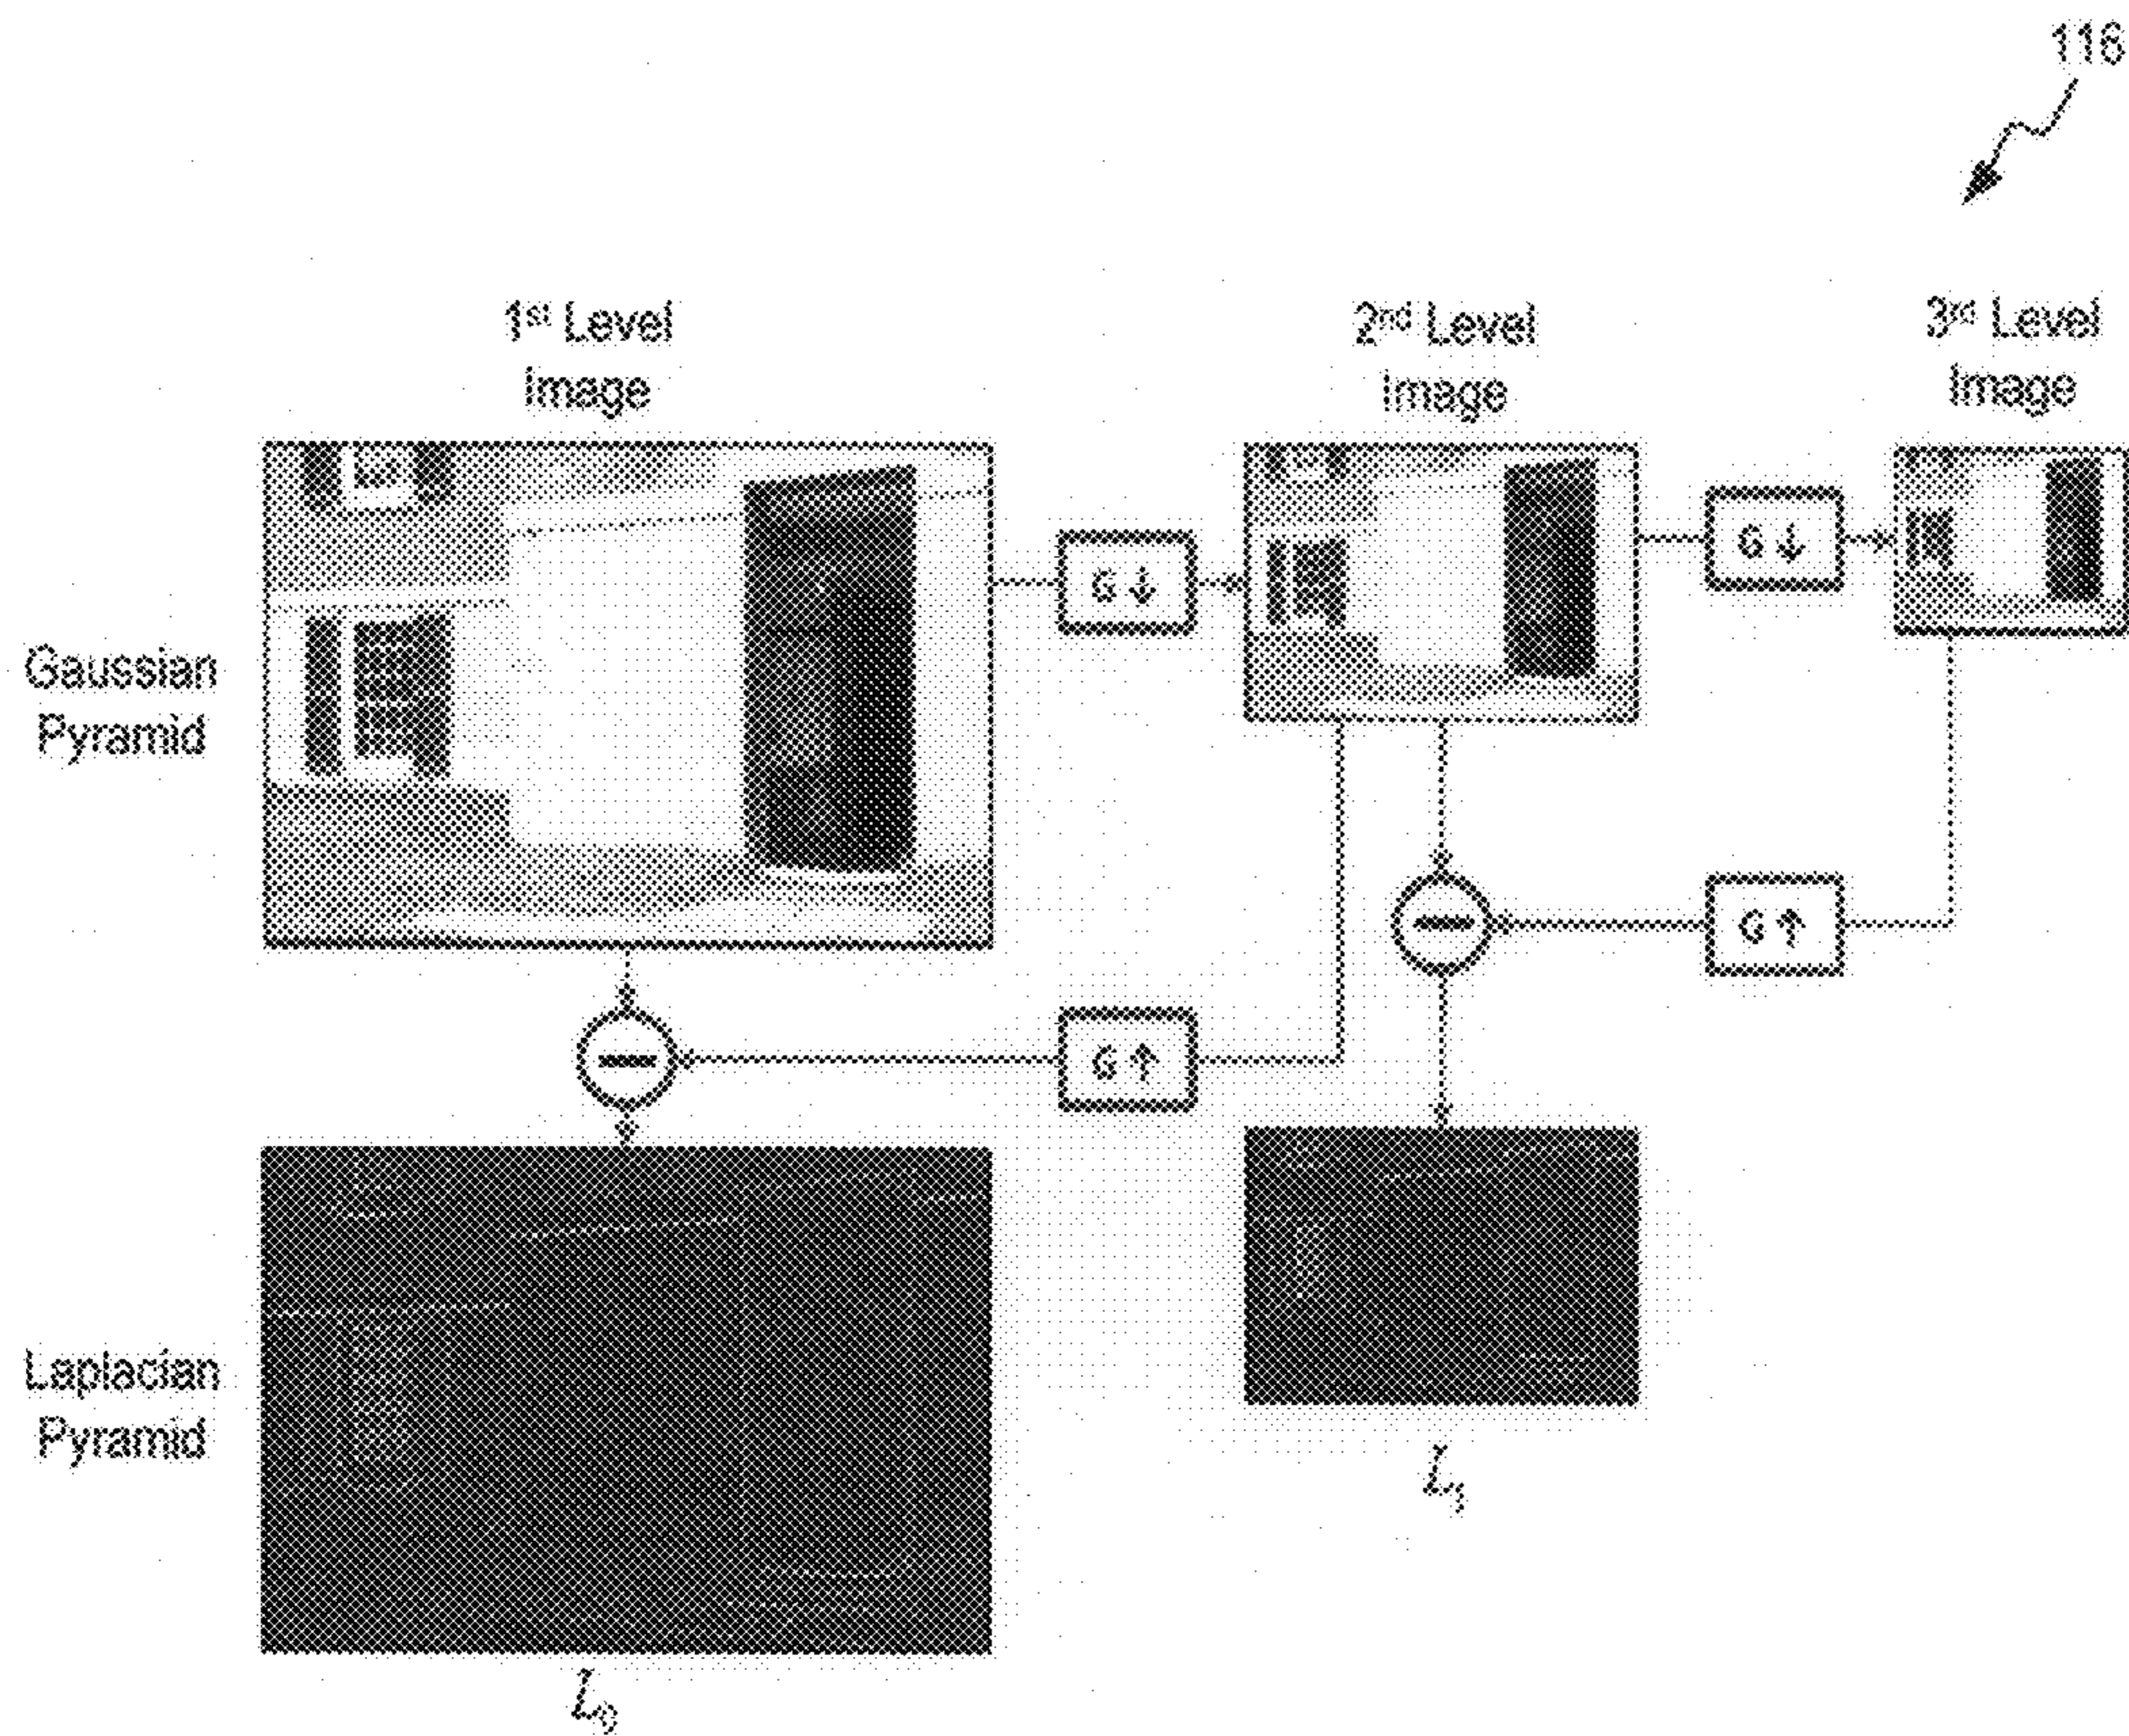 116
1st Level
Image
2nd Level
Image
3rd Level
Image
G ↓
G ↓
Gaussian
Pyramid
G ↑
G ↑
Laplacian
Pyramid
L1
L0